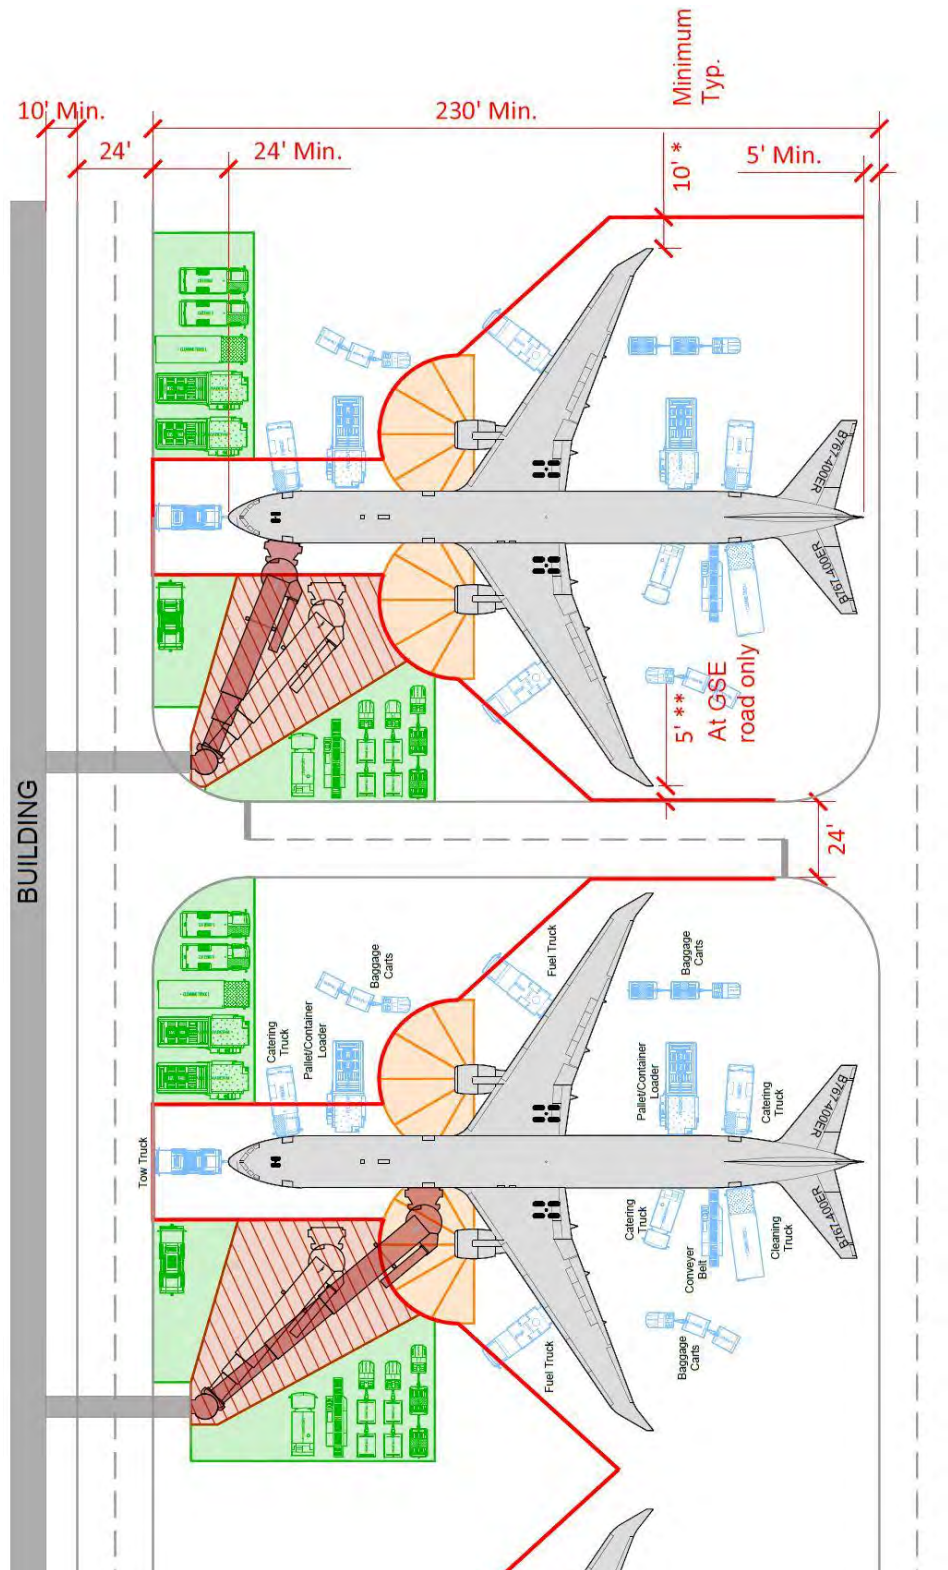 Minimum
Typ.
10' Min.
230' Min.
24'
24' Min.
10' *
5' Min.
B767-400ER
B767-400ER
5' **
At GSE
road only
24'
BUILDING
Fuel Truck
Baggage
Carts
Baggage
Carts
Catering
Truck
Pallet/Container
Loader
Pallet/Container
Loader
Catering
Truck
Tow Truck
B767-400ER
B767-400ER
Catering
Truck
Conveyer
Belt
Cleaning
Truck
Fuel Truck
Baggage
Carts